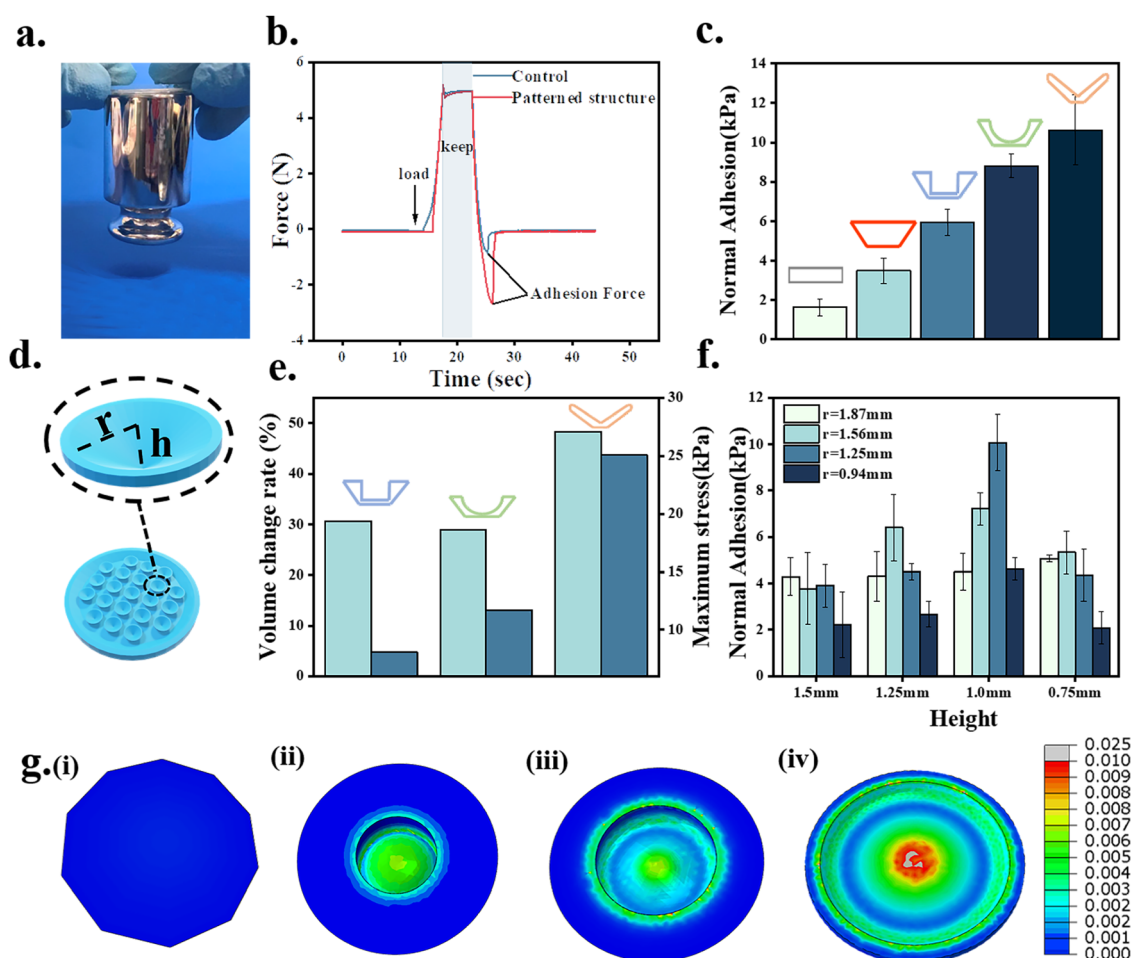 a.
b.
6
4
2
0
-2
-4
Force (N)
Control
Patterned structure
keep
load
Adhesion Force
0
10
20
30
40
50
Time (sec)
c.
14
12
10
8
6
4
2
0
Normal Adhesion(kPa)
d.
r
h
e.
50
40
30
20
10
0
Volume change rate (%)
30
25
20
15
10
Maximum stress(kPa)
f.
12
10
8
6
4
2
0
Normal Adhesion(kPa)
r=1.87mm
r=1.56mm
r=1.25mm
r=0.94mm
1.5mm
1.25mm
1.0mm
0.75mm
Height
g.(i)
(ii)
(iii)
(iv)
0.025
0.010
0.009
0.008
0.007
0.006
0.005
0.004
0.003
0.002
0.002
0.001
0.000